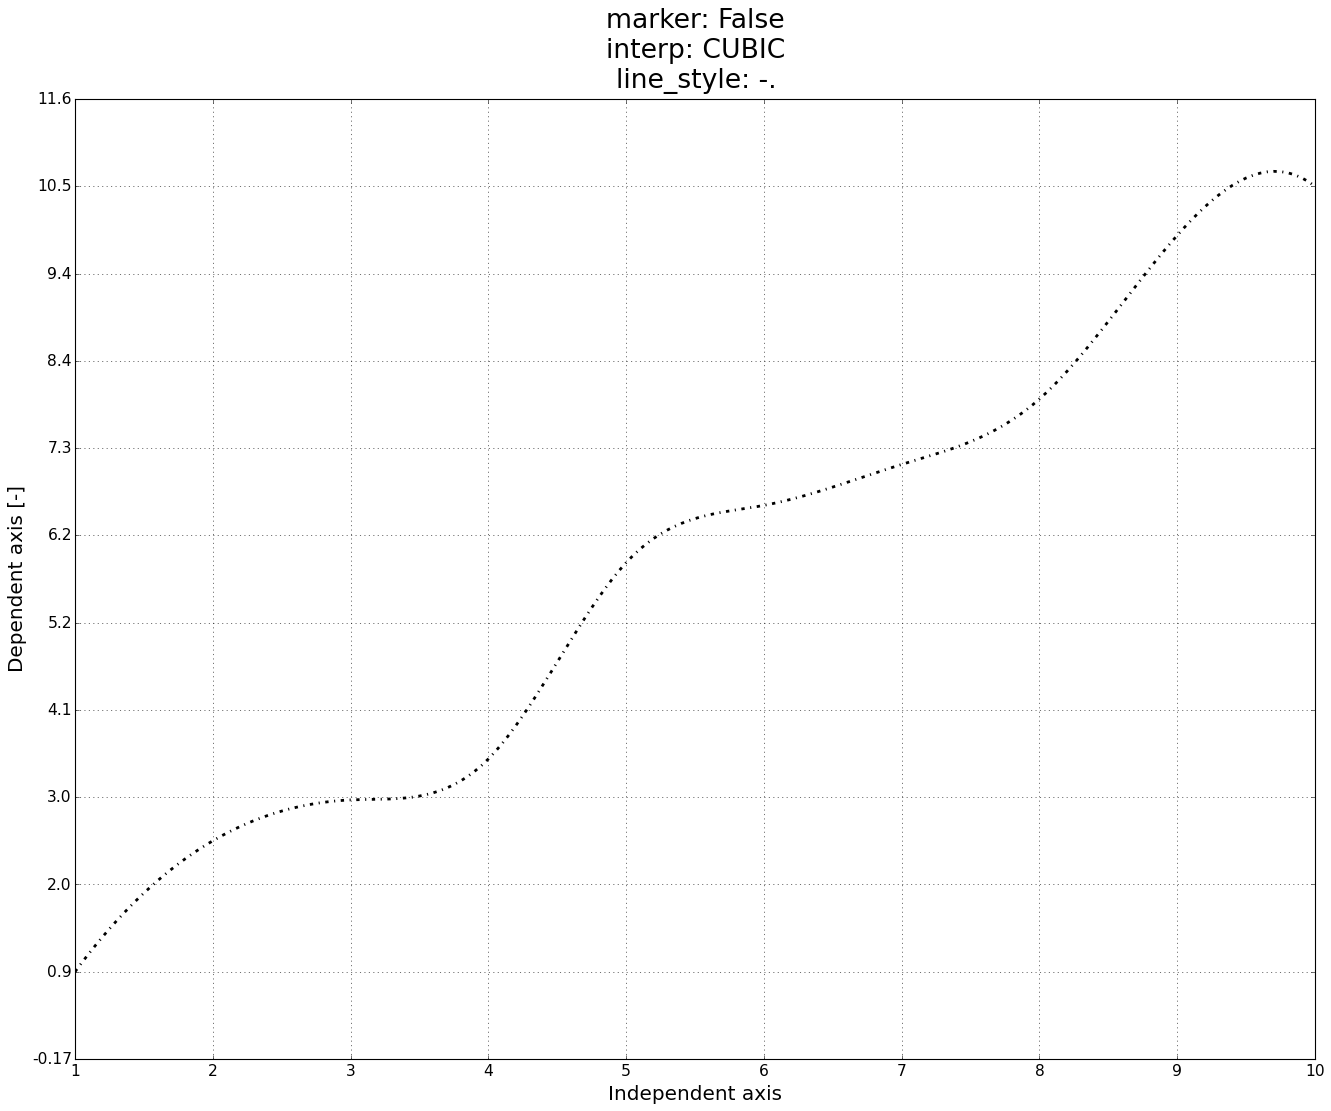 marker: False
interp: CUBIC
line_style: -.
11.6
10.5
9.4
8.4
7.3
6.2
5.2
4.1
3.0
2.0
0.9
-0.17
Dependent axis [-]
1 2 3 4 5 6 7 8 9 10
Independent axis